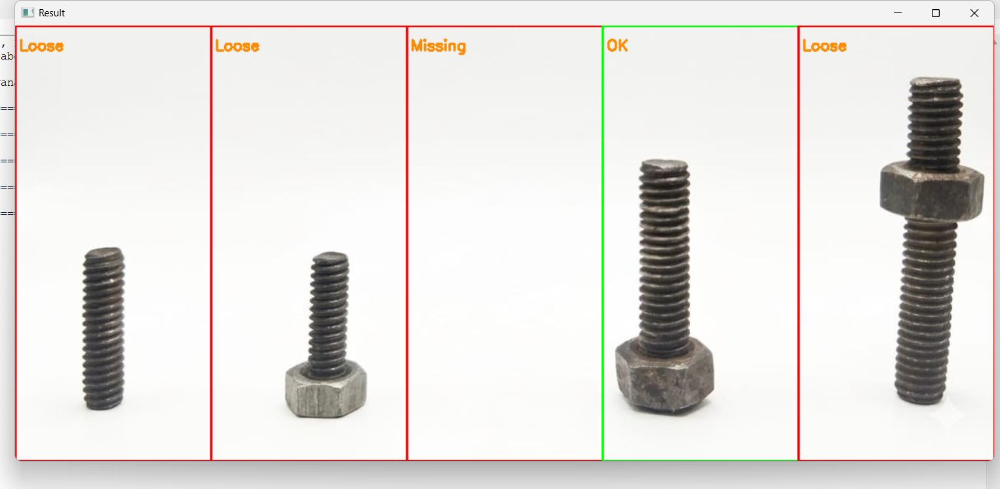 Result
Loose
Loose
Missing
OK
Loose
,
====
====
====
====
====